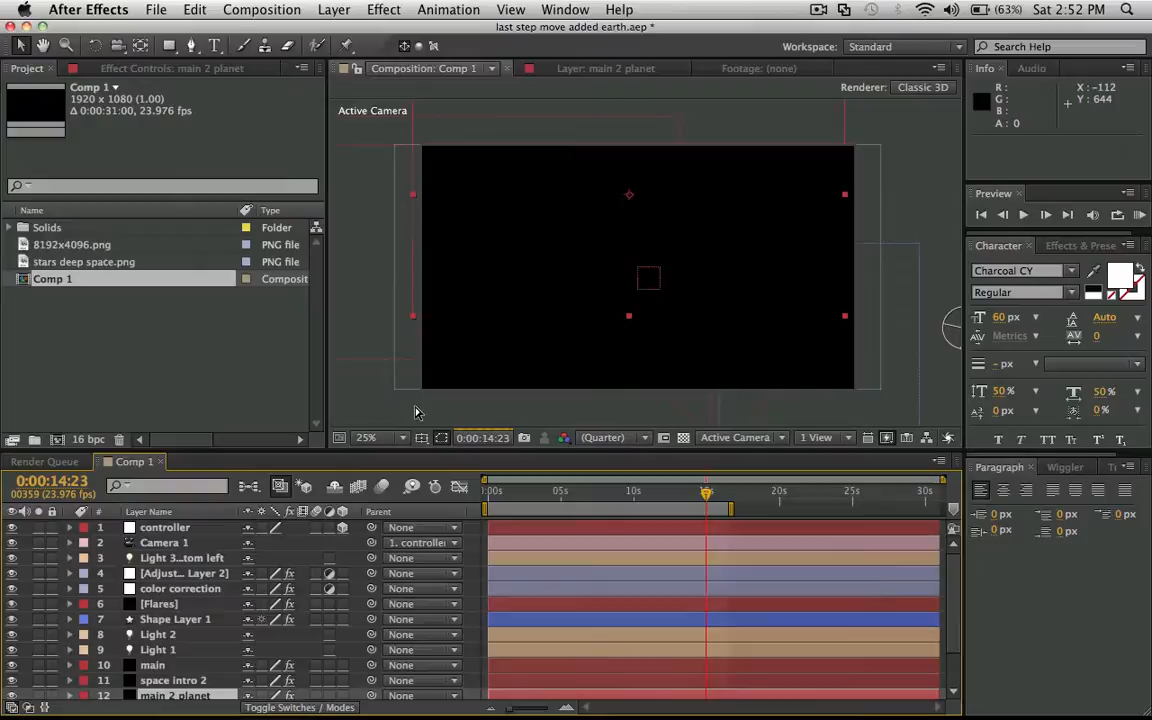 After Effects File Edit Composition Layer Effect Animation View Window Help (63%) Sat 2:52 PM
last step move added earth.aep *
Workspace: Standard Search Help
Project Effect Controls: main 2 planet
Composition: Comp 1 Layer: main 2 planet Footage: (none)
Info Audio
Comp 1
1920 x 1080 (1.00)
Δ 0:00:31:00, 23.976 fps
Renderer: Classic 3D
R: X: -112
G: Y: 644
B:
A: 0
Active Camera
Preview
Name Type
Solids Folder
8192x4096.png PNG file
stars deep space.png PNG file
Comp 1 Composit
Character Effects & Prese
Charcoal CY
Regular
60 px Auto
Metrics 0
- px
50 % 50 %
0 px 0 %
T T TT Tr T¹ T₁
16 bpc
25% 0:00:14:23 (Quarter) Active Camera 1 View
Render Queue Comp 1
0:00:14:23
00359 (23.976 fps)
# Layer Name Parent
:00s 05s 10s 15s 20s 25s 30s
1 controller None
2 Camera 1 1. controller
3 Light 3...tom left None
4 [Adjust... Layer 2] None
5 color correction None
6 [Flares] None
7 Shape Layer 1 None
8 Light 2 None
9 Light 1 None
10 main None
11 space intro 2 None
12 main 2 planet None
Toggle Switches / Modes
Paragraph Wiggler Ti
0 px 0 px 0 px
0 px 0 px